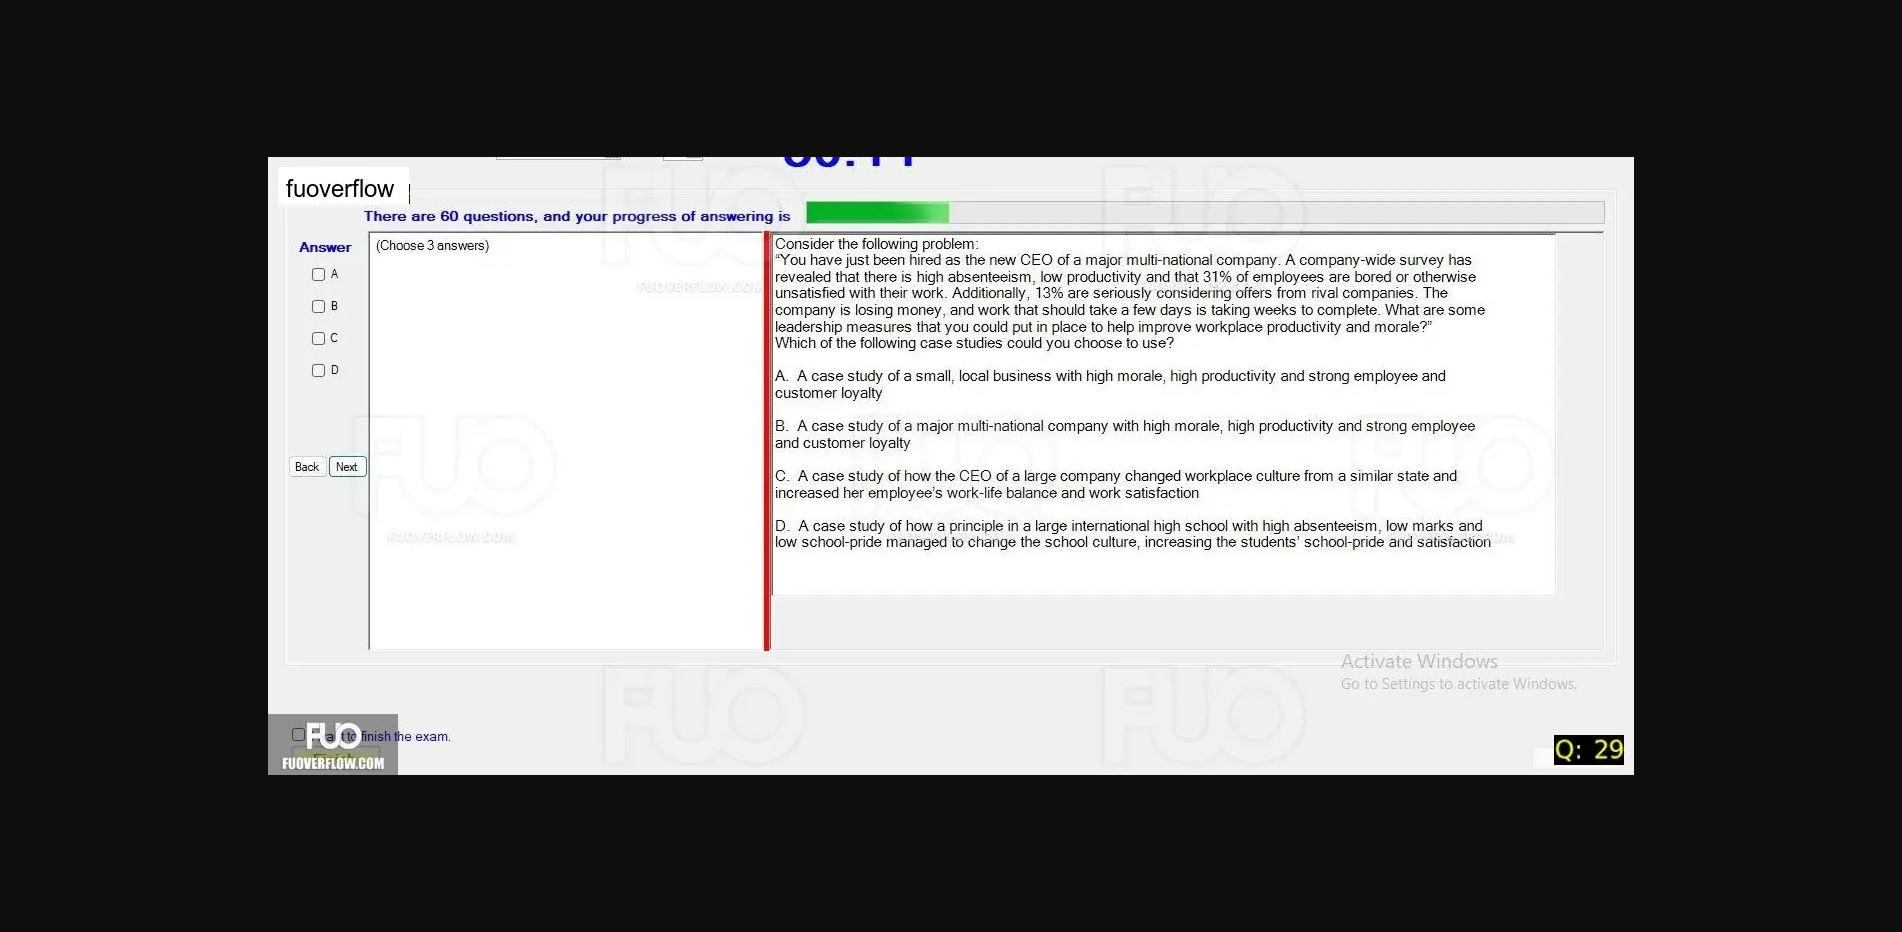 fuoverflow
There are 60 questions, and your progress of answering is
Answer
A
B
C
D
Back Next
(Choose 3 answers)
Consider the following problem:
“You have just been hired as the new CEO of a major multi-national company. A company-wide survey has
revealed that there is high absenteeism, low productivity and that 31% of employees are bored or otherwise
unsatisfied with their work. Additionally, 13% are seriously considering offers from rival companies. The
company is losing money, and work that should take a few days is taking weeks to complete. What are some
leadership measures that you could put in place to help improve workplace productivity and morale?”
Which of the following case studies could you choose to use?
A. A case study of a small, local business with high morale, high productivity and strong employee and
customer loyalty
B. A case study of a major multi-national company with high morale, high productivity and strong employee
and customer loyalty
C. A case study of how the CEO of a large company changed workplace culture from a similar state and
increased her employee’s work-life balance and work satisfaction
D. A case study of how a principle in a large international high school with high absenteeism, low marks and
low school-pride managed to change the school culture, increasing the students’ school-pride and satisfaction
FUO
FUOVERFLOW.COM
FUO
FUO
FUOVERFLOW.COM
Activate Windows
Go to Settings to activate Windows.
to finish the exam.
FUO
FUOVERFLOW.COM
FUO
FUO
Q: 29